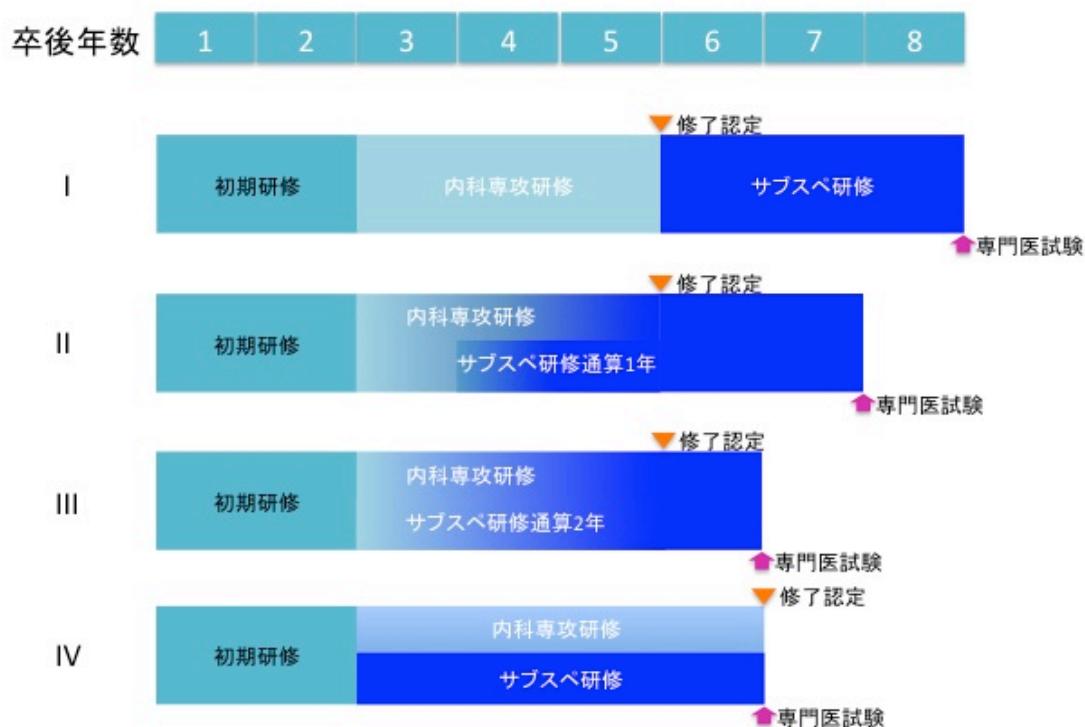 卒後年数 1 2 3 4 5 6 7 8
修了認定
I 初期研修 内科専攻研修 サブスペ研修
専門医試験
修了認定
内科専攻研修
II 初期研修
サブスペ研修通算1年
専門医試験
修了認定
内科専攻研修
III 初期研修
サブスペ研修通算2年
専門医試験
修了認定
内科専攻研修
IV 初期研修
サブスペ研修
専門医試験